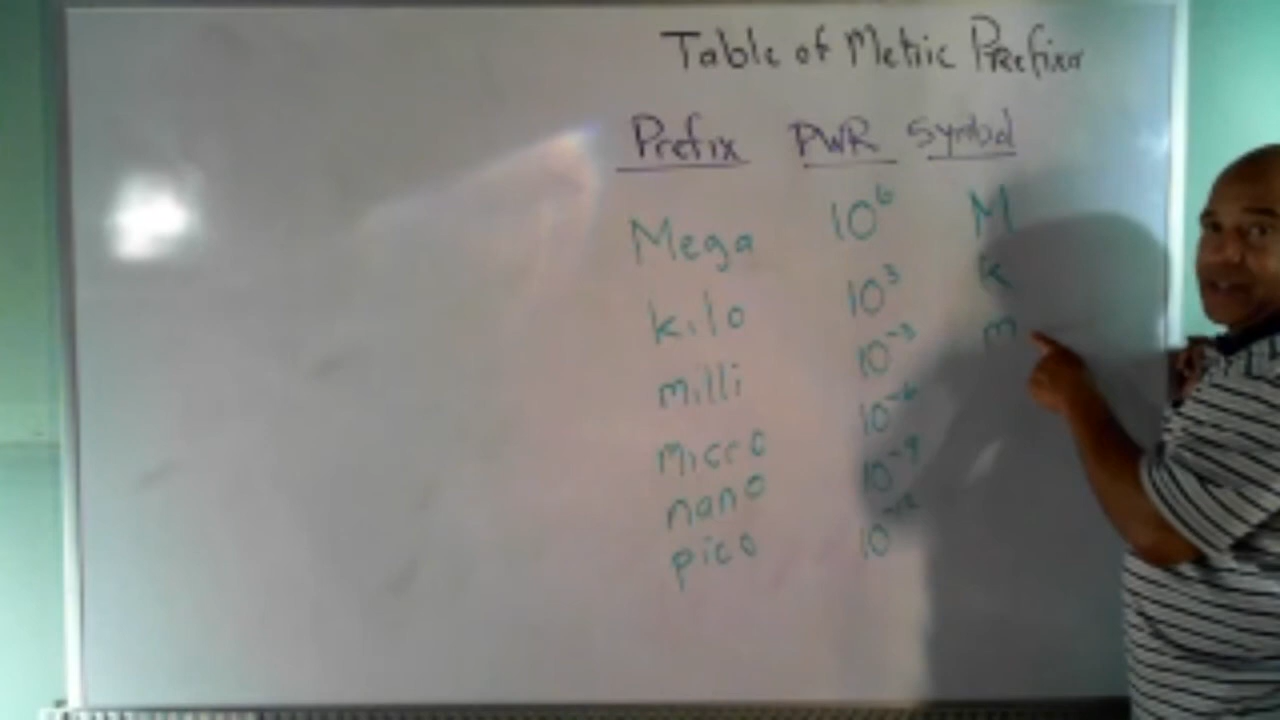 Table of Metric Prefixes
Prefix PWR Symbol
Mega 10⁶ M
kilo 10³ k
milli 10⁻³ m
micro 10⁻⁶
nano 10⁻⁹
pico 10⁻¹²